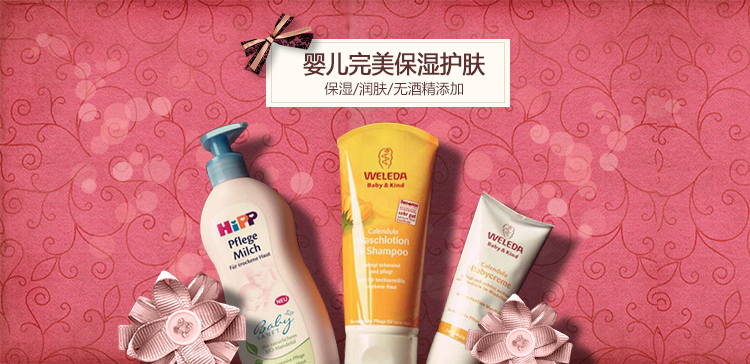 婴儿完美保湿护肤
保湿/润肤/无酒精添加
HiPP
Pflege
Milch
Für trockene Haut
NEU
Baby
SANFT
WELEDA
Baby & Kind
Calendula
Waschlotion
& Shampoo
WELEDA
Baby & Kind
Calendula
Babycreme